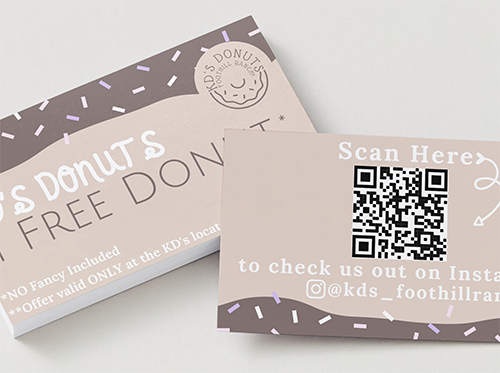 KD'S DONUTS
FOOTHILL RANCH
'S DONUTS
1 FREE DONUT*
*NO Fancy Included
**Offer valid ONLY at the KD's locat
Scan Here
to check us out on Insta
@kds_foothillran